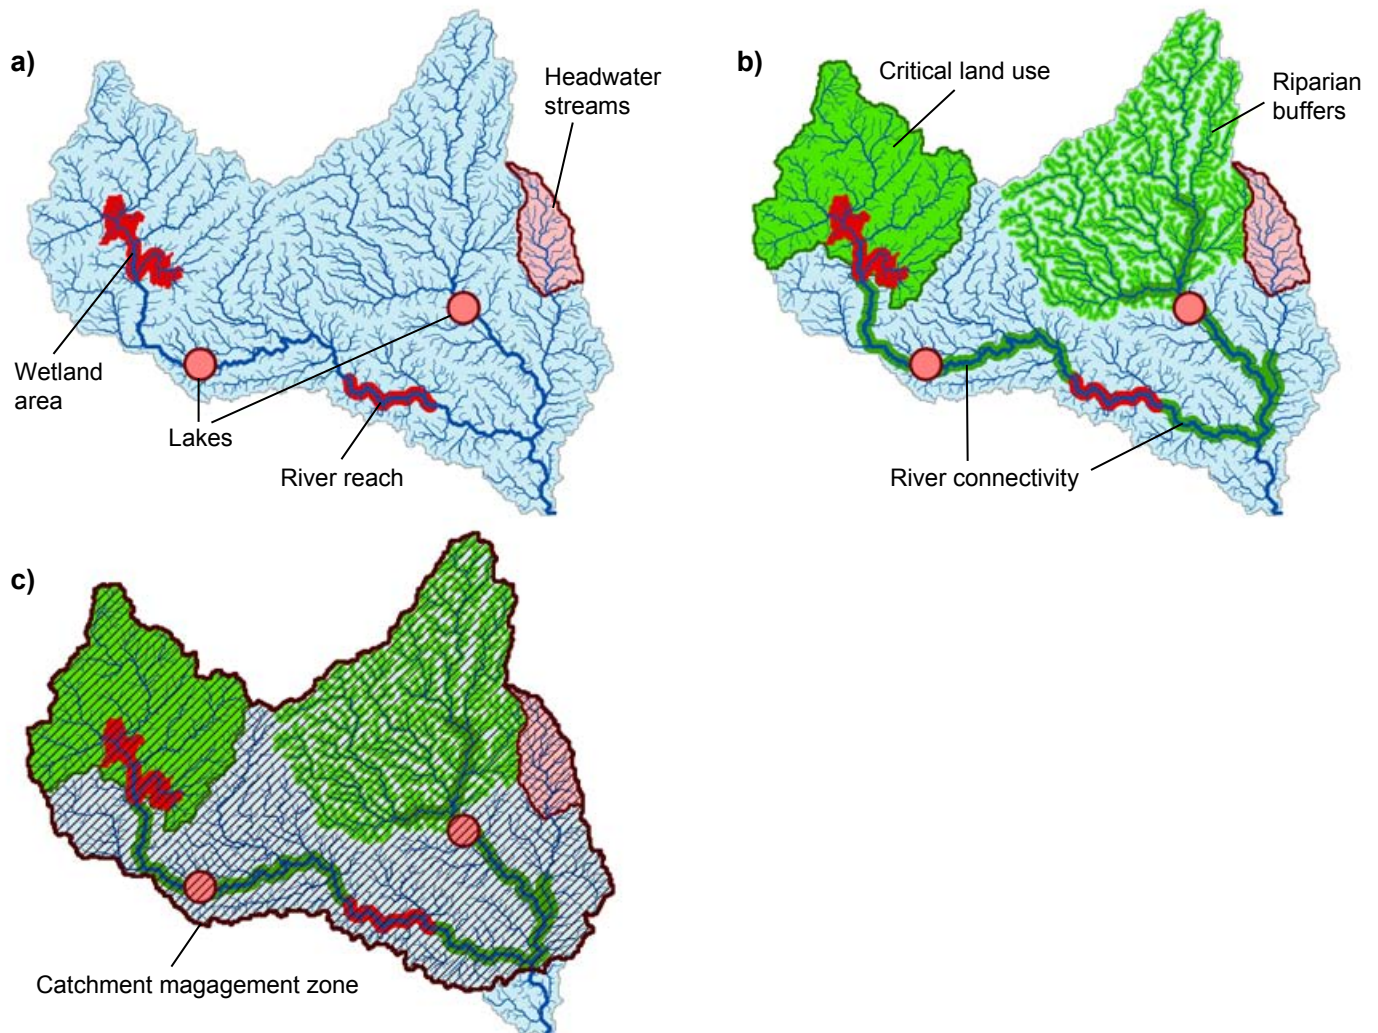 a)
Headwater
streams
Wetland
area
Lakes
River reach
b)
Critical land use
Riparian
buffers
River connectivity
c)
Catchment magagement zone